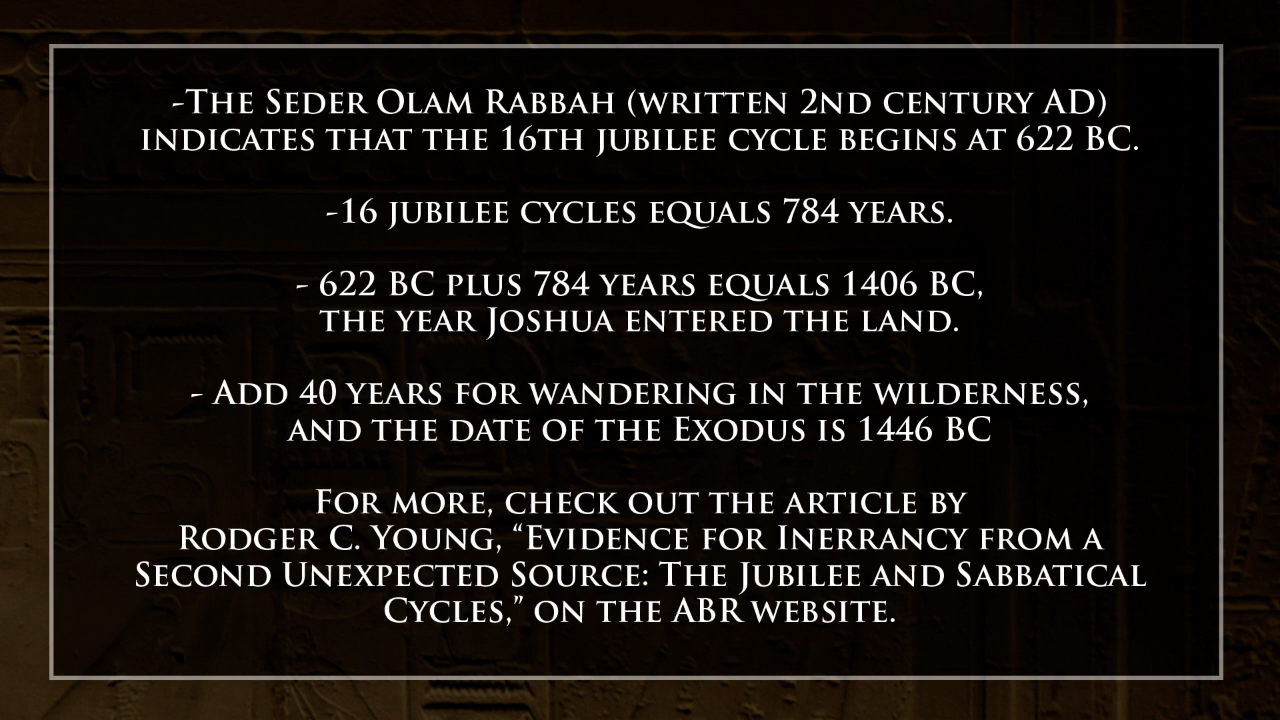 -The Seder Olam Rabbah (written 2nd century AD)
indicates that the 16th jubilee cycle begins at 622 BC.
-16 jubilee cycles equals 784 years.
- 622 BC plus 784 years equals 1406 BC,
the year Joshua entered the land.
- Add 40 years for wandering in the wilderness,
and the date of the Exodus is 1446 BC
For more, check out the article by
Rodger C. Young, “Evidence for Inerrancy from a
Second Unexpected Source: The Jubilee and Sabbatical
Cycles,” on the ABR website.